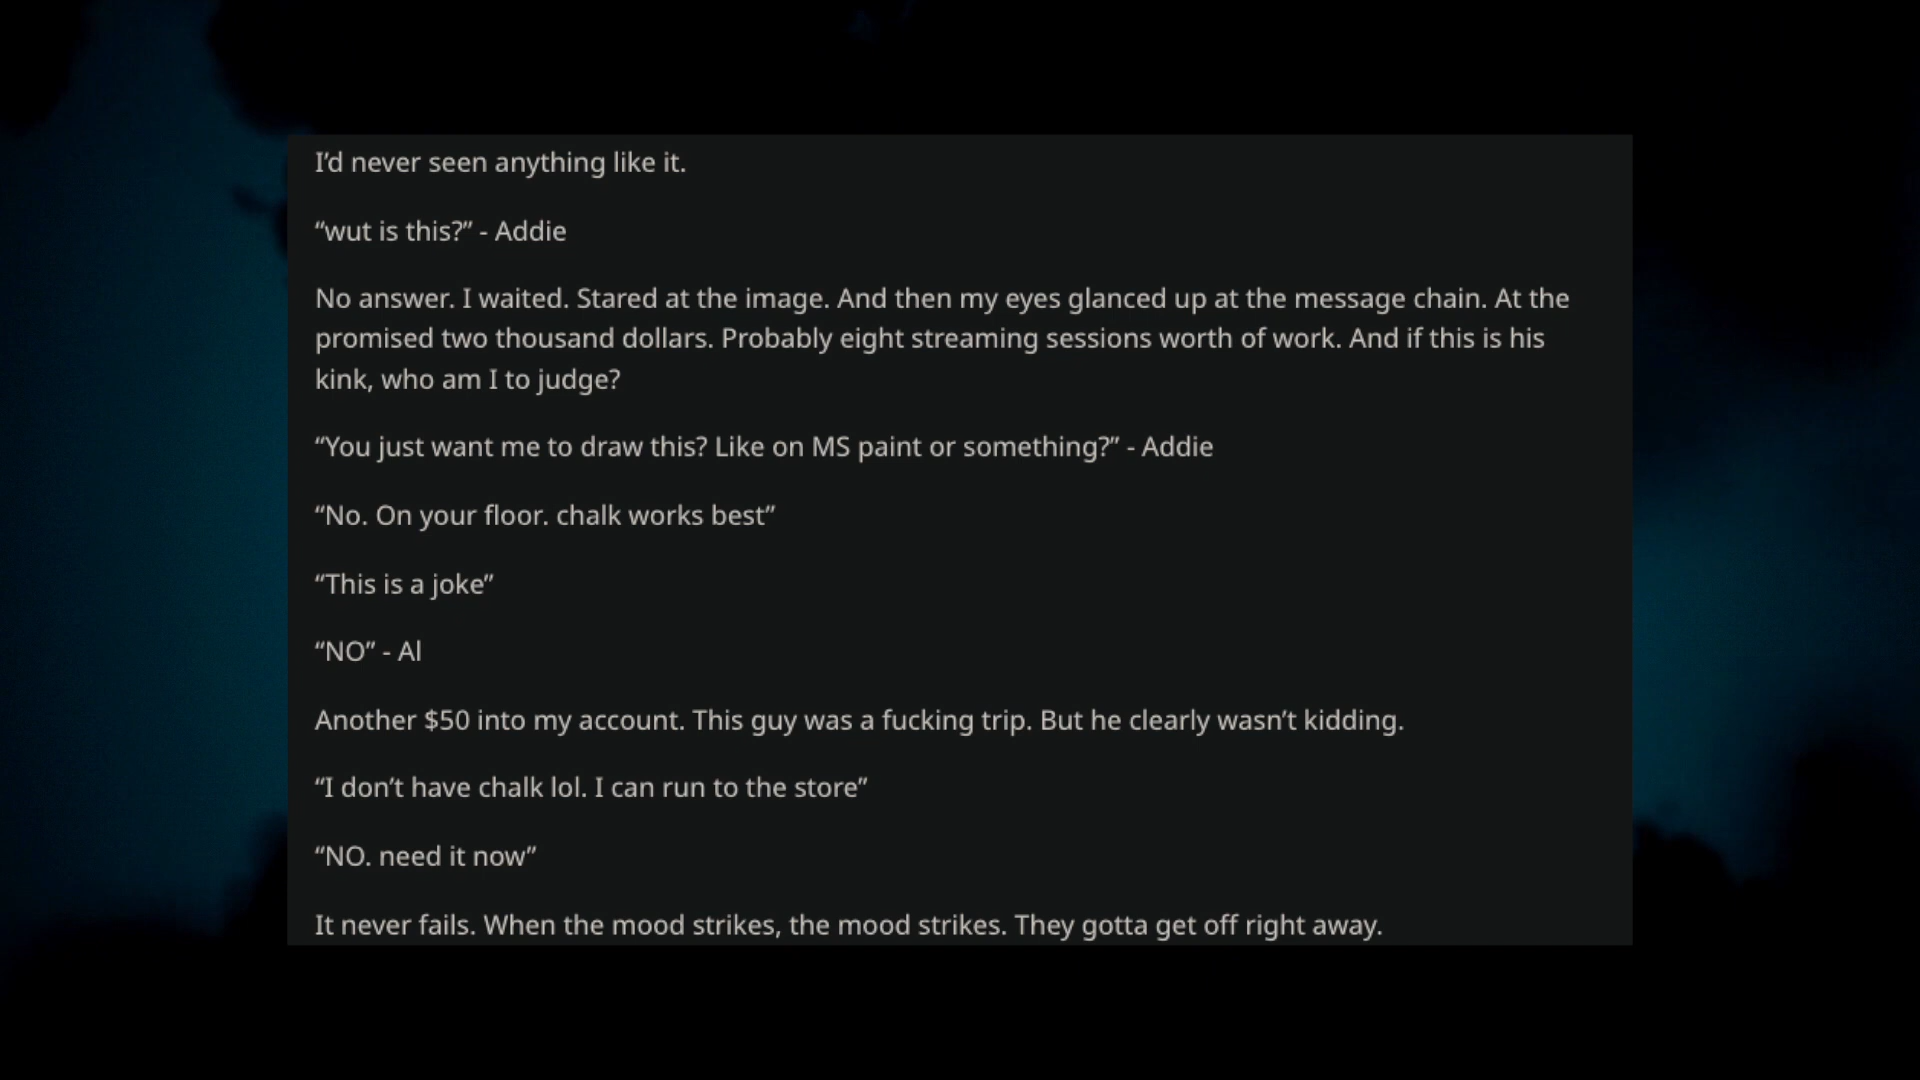 I’d never seen anything like it.
“wut is this?” - Addie
No answer. I waited. Stared at the image. And then my eyes glanced up at the message chain. At the
promised two thousand dollars. Probably eight streaming sessions worth of work. And if this is his
kink, who am I to judge?
“You just want me to draw this? Like on MS paint or something?” - Addie
“No. On your floor. chalk works best”
“This is a joke”
“NO” - Al
Another $50 into my account. This guy was a fucking trip. But he clearly wasn’t kidding.
“I don’t have chalk lol. I can run to the store”
“NO. need it now”
It never fails. When the mood strikes, the mood strikes. They gotta get off right away.